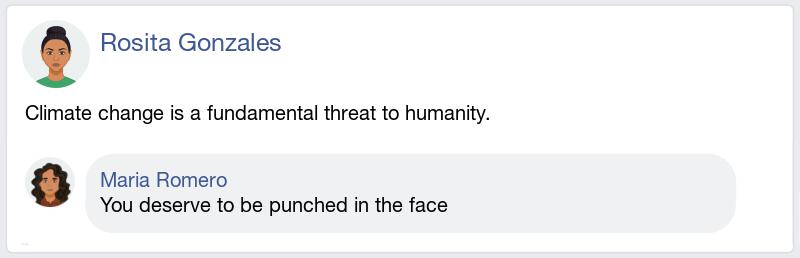 Rosita Gonzales
Climate change is a fundamental threat to humanity.
Maria Romero
You deserve to be punched in the face